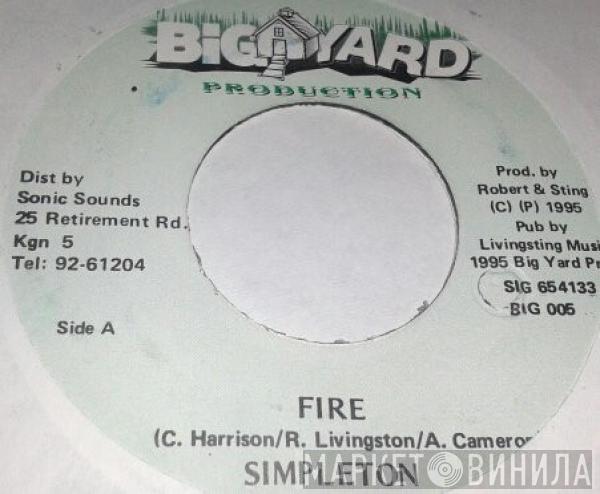 BIG YARD
PRODUCTION
Dist by
Sonic Sounds
25 Retirement Rd.
Kgn 5
Tel: 92-61204
Side A
Prod. by
Robert & Sting
(C) (P) 1995
Pub by
Livingsting Musi
1995 Big Yard Pr
SIG 654133
BIG 005
FIRE
(C. Harrison/R. Livingston/A. Cameron
SIMPLETON
МАРКЕТ ВИНИЛА